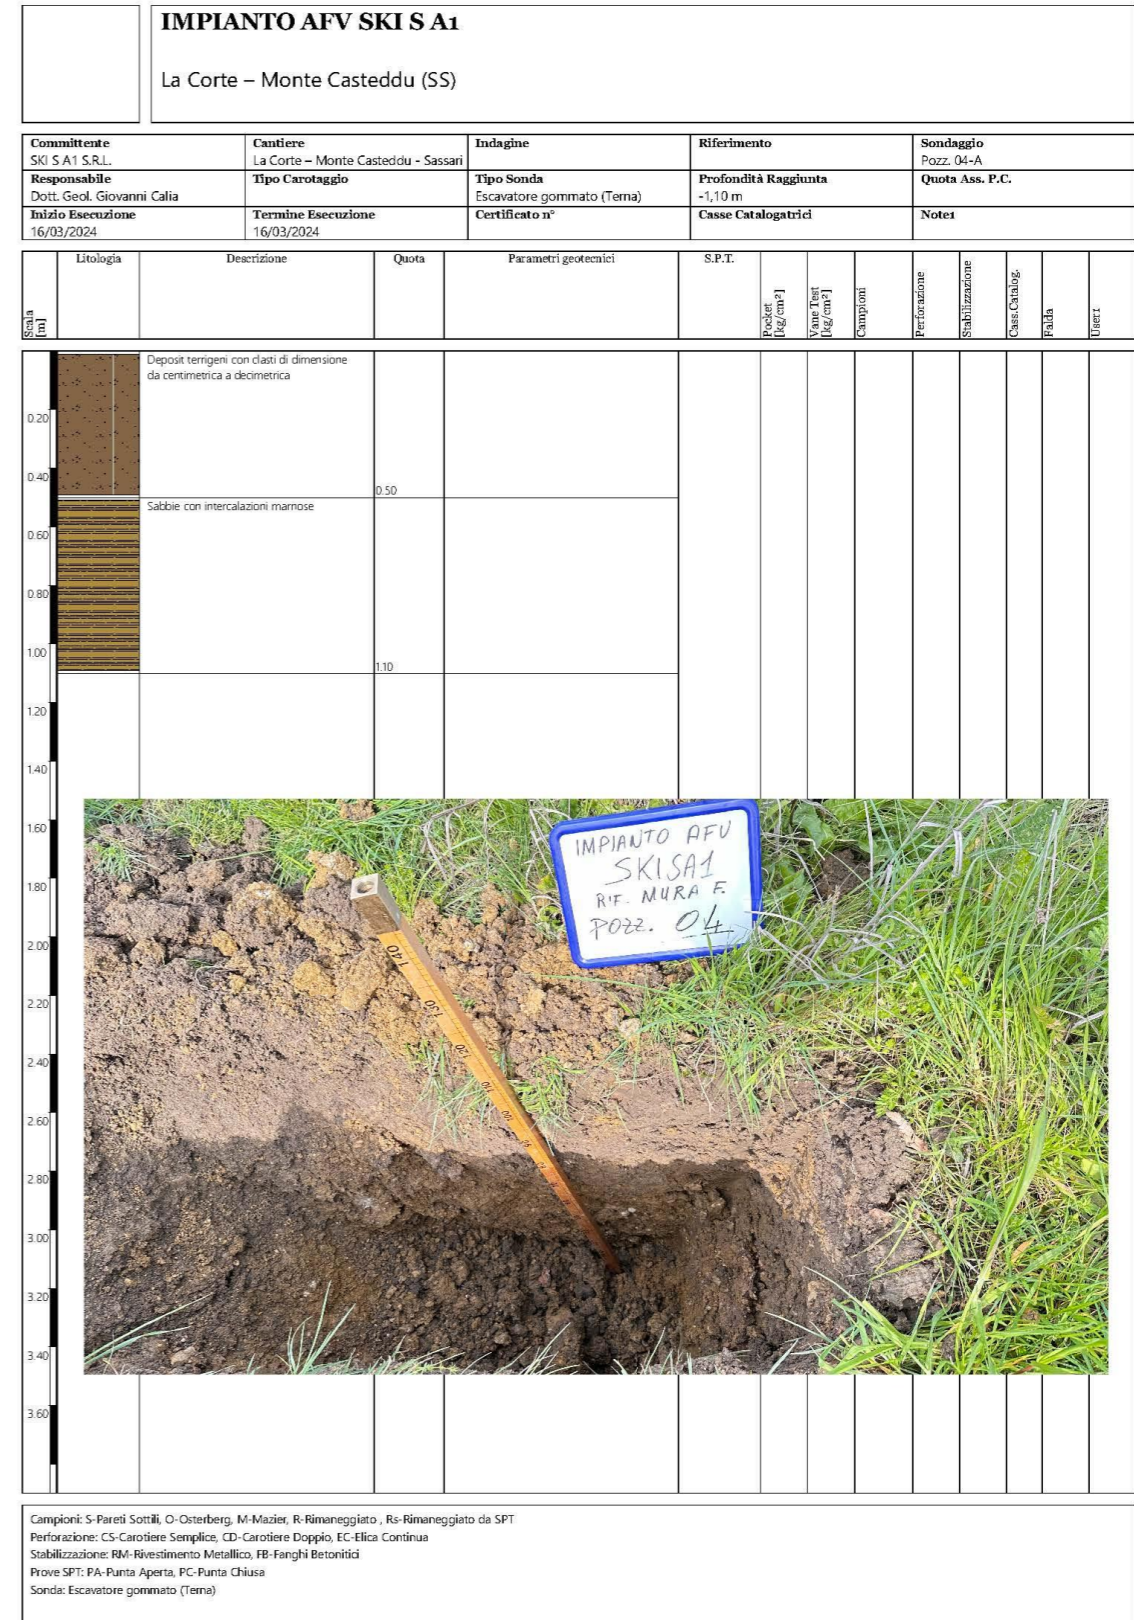 IMPIANTO AFV SKI S A1
La Corte – Monte Casteddu (SS)
Committente
SKI S A1 S.R.L.
Cantiere
La Corte – Monte Casteddu - Sassari
Indagine
Riferimento
Sondaggio
Pozz. 04-A
Responsabile
Dott. Geol. Giovanni Calia
Tipo Carotaggio
Tipo Sonda
Escavatore gommato (Terna)
Profondità Raggiunta
-1,10 m
Quota Ass. P.C.
Inizio Esecuzione
16/03/2024
Termine Esecuzione
16/03/2024
Certificato n°
Casse Catalogatrici
Note1
Scala
[m]
Litologia
Descrizione
Quota
Parametri geotecnici
S.P.T.
Pocket
[kg/cm²]
Vane Test
[kg/cm²]
Campioni
Perforazione
Stabilizzazione
Cass.Catalog.
Falda
User1
Deposit terrigeni con clasti di dimensione
da centimetrica a decimetrica
0.20
0.40
0.50
Sabbie con intercalazioni marnose
0.60
0.80
1.00
1.10
1.20
1.40
1.60
1.80
2.00
2.20
2.40
2.60
2.80
3.00
3.20
3.40
3.60
IMPIANTO AFV
SKISA1
RIF. MURA F.
POZZ. 04
140
130
120
110
100
Campioni: S-Pareti Sottili, O-Osterberg, M-Mazier, R-Rimaneggiato , Rs-Rimaneggiato da SPT
Perforazione: CS-Carotiere Semplice, CD-Carotiere Doppio, EC-Elica Continua
Stabilizzazione: RM-Rivestimento Metallico, FB-Fanghi Betonitici
Prove SPT: PA-Punta Aperta, PC-Punta Chiusa
Sonda: Escavatore gommato (Terna)